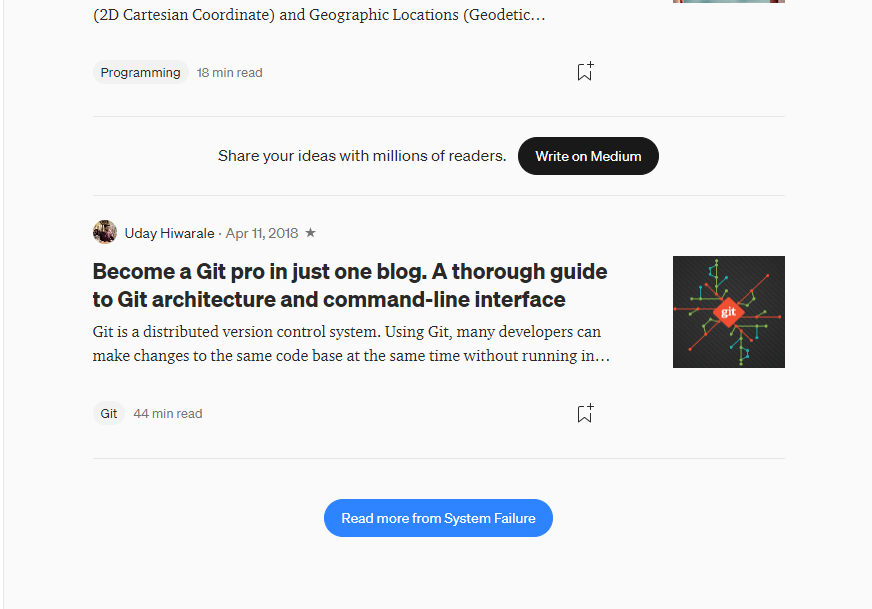 (2D Cartesian Coordinate) and Geographic Locations (Geodetic…
Programming 18 min read
Share your ideas with millions of readers. Write on Medium
Uday Hiwarale · Apr 11, 2018 ★
Become a Git pro in just one blog. A thorough guide
to Git architecture and command-line interface
Git is a distributed version control system. Using Git, many developers can
make changes to the same code base at the same time without running in…
git
Git 44 min read
Read more from System Failure